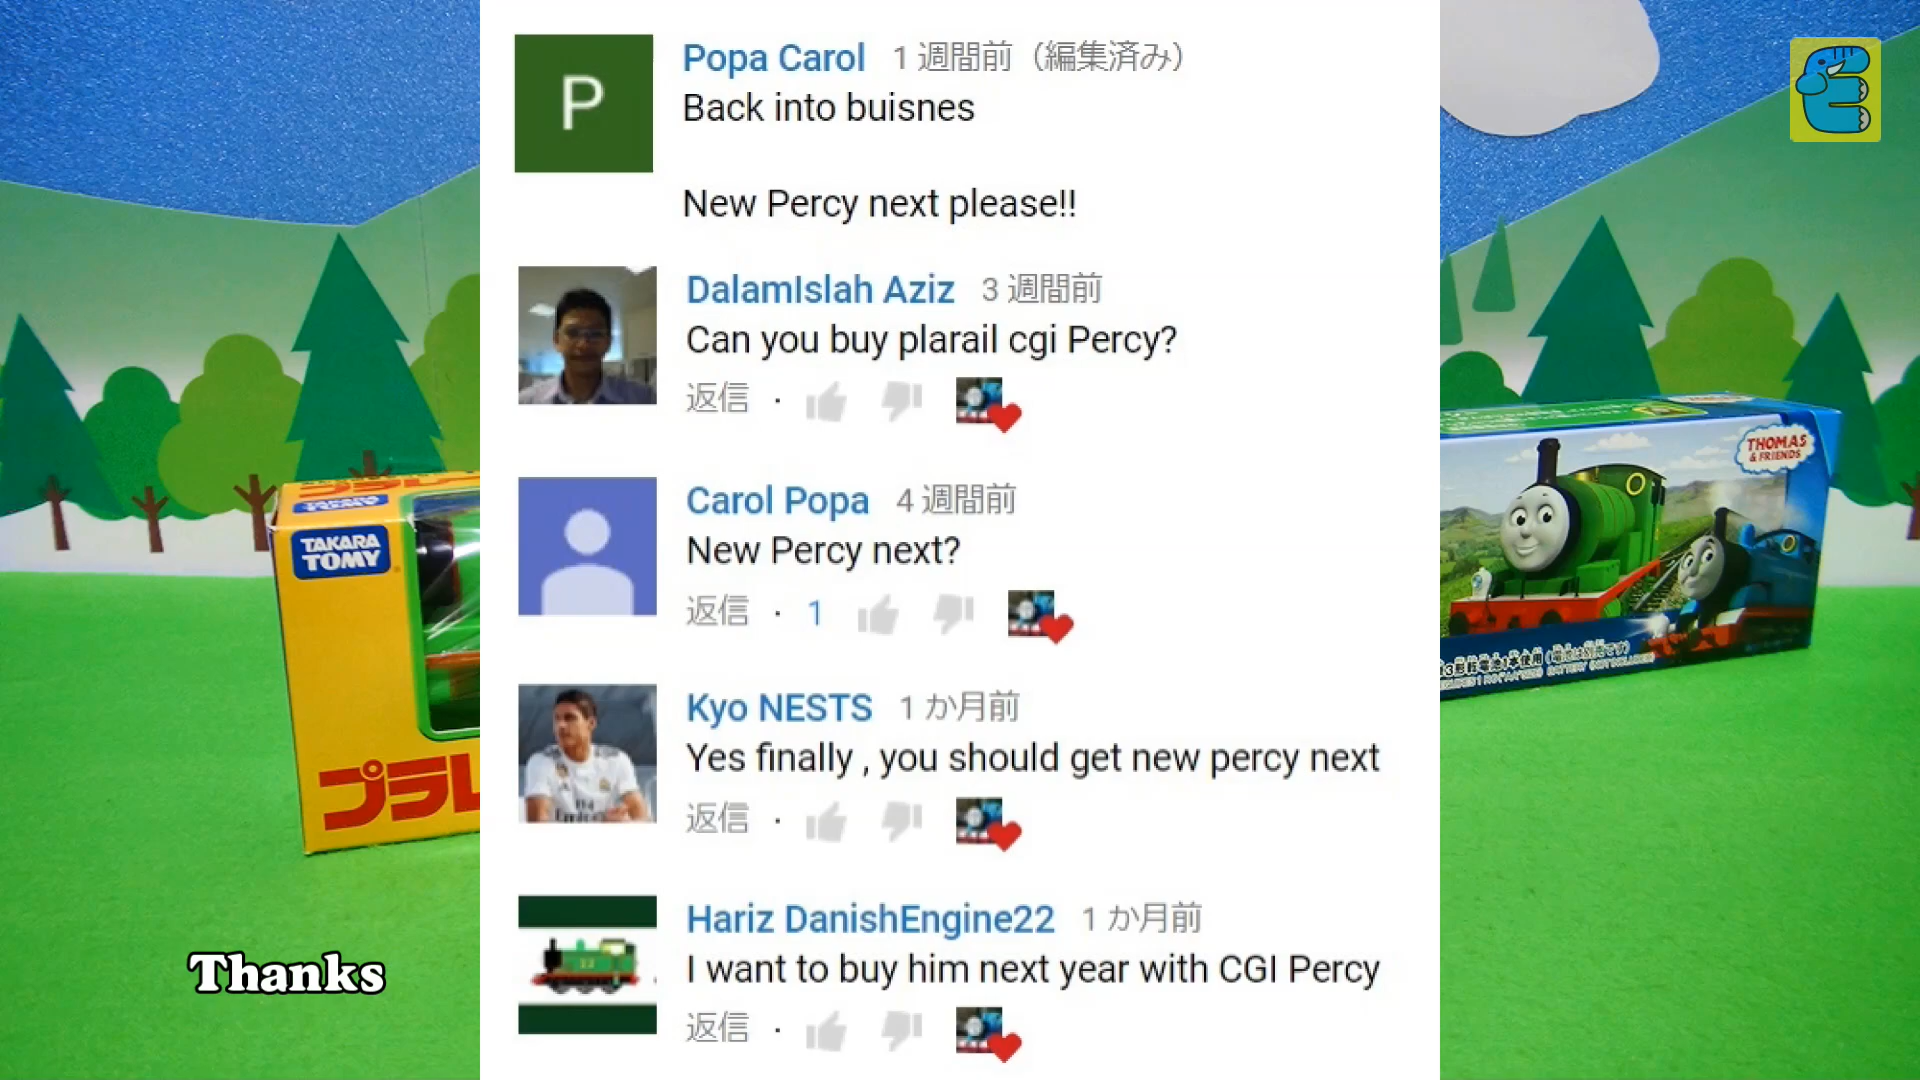 Popa Carol 1 週間前（編集済み）
P
Back into buisnes
New Percy next please!!
DalamIslah Aziz 3 週間前
Can you buy plarail cgi Percy?
返信 ·
Carol Popa 4 週間前
New Percy next?
返信 · 1
Kyo NESTS 1 か月前
Yes finally , you should get new percy next
返信 ·
Hariz DanishEngine22 1 か月前
I want to buy him next year with CGI Percy
返信 ·
TAKARA
TOMY
プラレ
Thanks
THOMAS
& FRIENDS